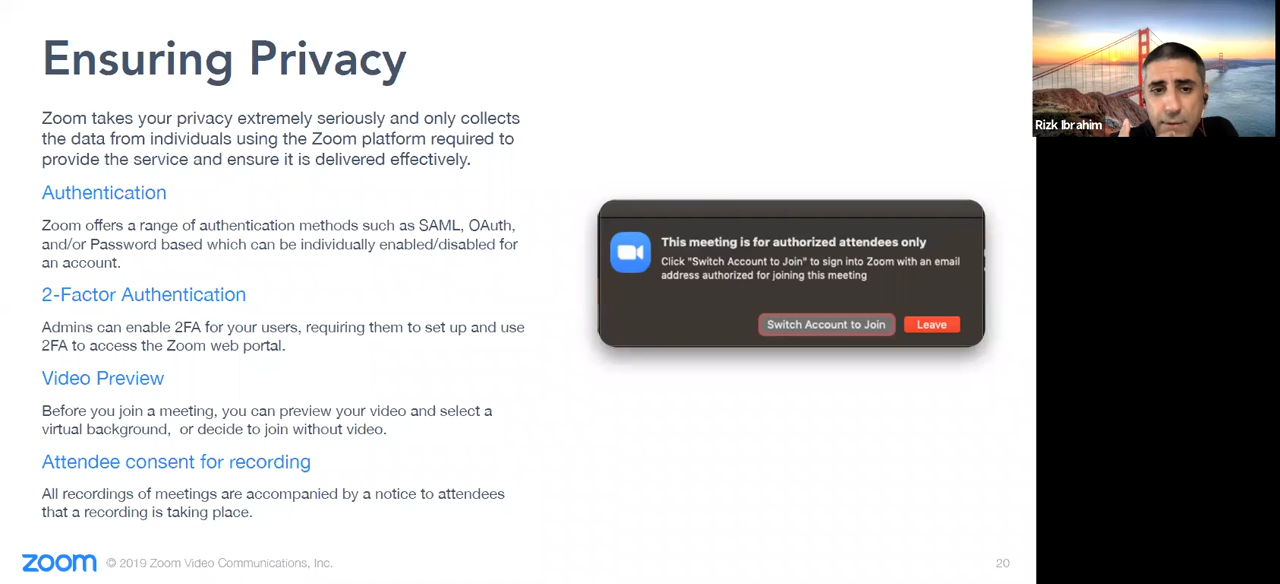 Ensuring Privacy
Zoom takes your privacy extremely seriously and only collects
the data from individuals using the Zoom platform required to
provide the service and ensure it is delivered effectively.
Authentication
Zoom offers a range of authentication methods such as SAML, OAuth,
and/or Password based which can be individually enabled/disabled for
an account.
2-Factor Authentication
Admins can enable 2FA for your users, requiring them to set up and use
2FA to access the Zoom web portal.
Video Preview
Before you join a meeting, you can preview your video and select a
virtual background,  or decide to join without video.
Attendee consent for recording
All recordings of meetings are accompanied by a notice to attendees
that a recording is taking place.
This meeting is for authorized attendees only
Click "Switch Account to Join" to sign into Zoom with an email
address authorized for joining this meeting
Switch Account to Join
Leave
Rizk Ibrahim
zoom
© 2019 Zoom Video Communications, Inc.
20